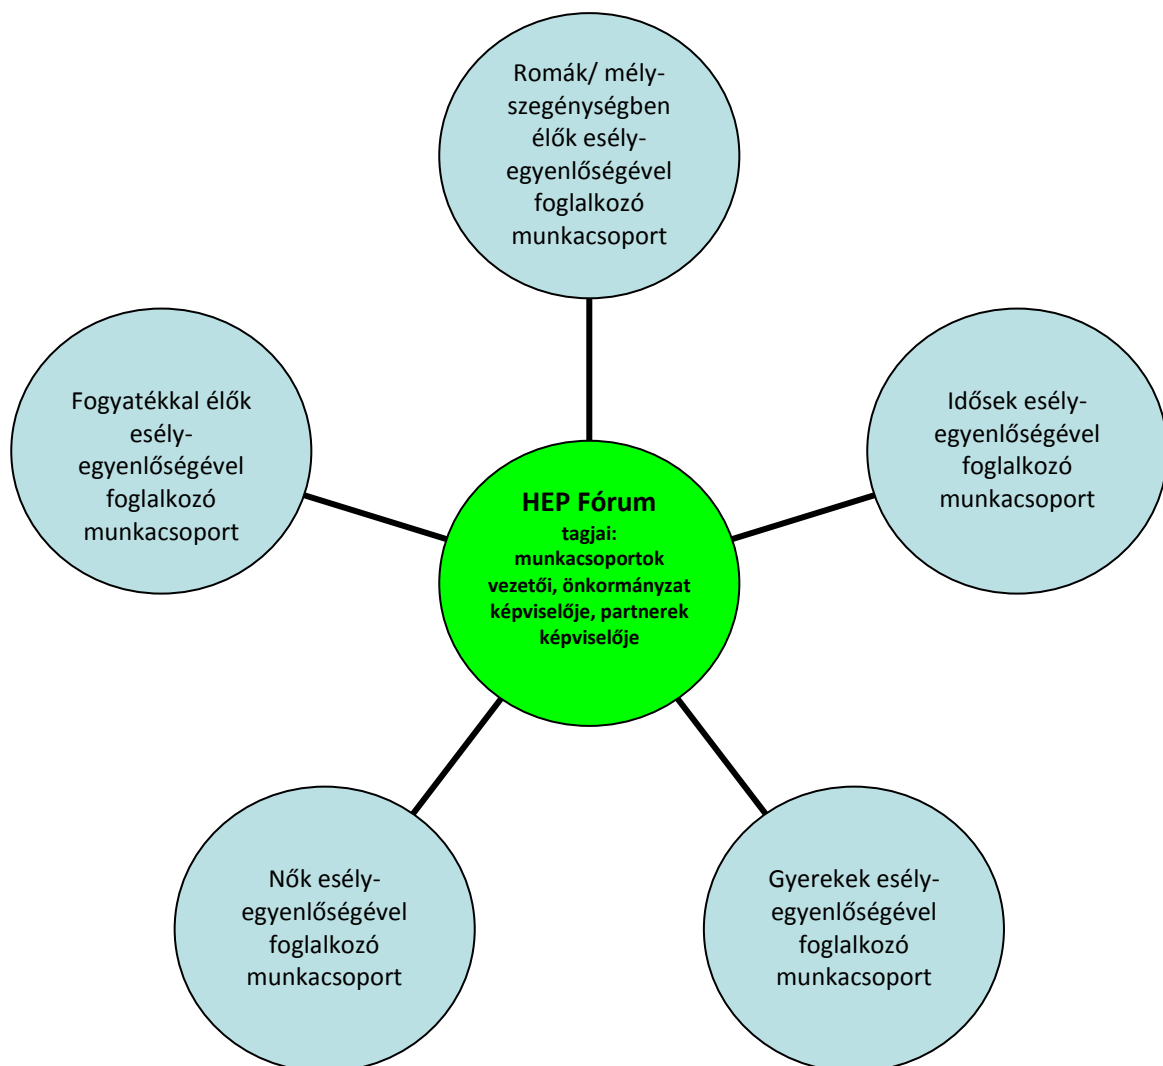 Romák/ mély-
szegénységben
élők esély-
egyenlőségével
foglalkozó
munkacsoport
Fogyatékkal élők
esély-
egyenlőségével
foglalkozó
munkacsoport
Idősek esély-
egyenlőségével
foglalkozó
munkacsoport
HEP Fórum
tagjai:
munkacsoportok
vezetői, önkormányzat
képviselője, partnerek
képviselője
Nők esély-
egyenlőségével
foglalkozó
munkacsoport
Gyerekek esély-
egyenlőségével
foglalkozó
munkacsoport